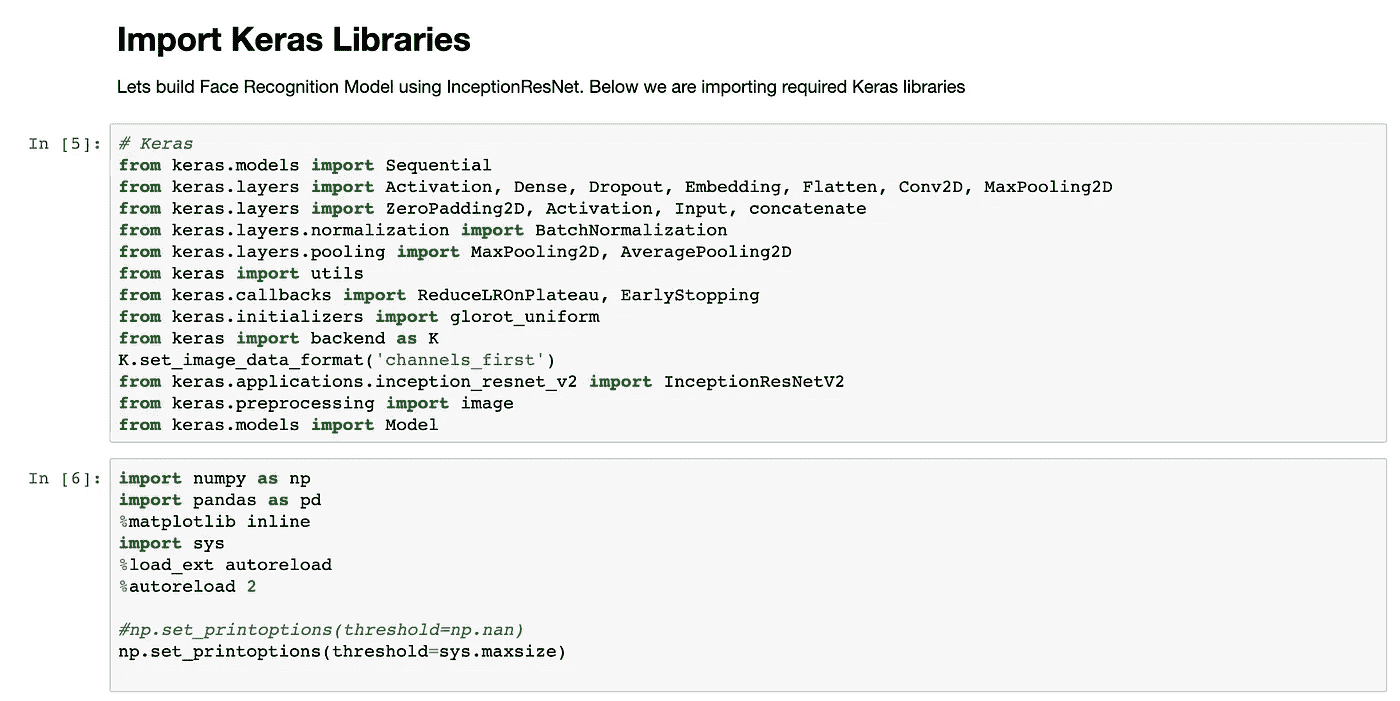 Import Keras Libraries
Lets build Face Recognition Model using InceptionResNet. Below we are importing required Keras libraries
In [5]: # Keras
from keras.models import Sequential
from keras.layers import Activation, Dense, Dropout, Embedding, Flatten, Conv2D, MaxPooling2D
from keras.layers import ZeroPadding2D, Activation, Input, concatenate
from keras.layers.normalization import BatchNormalization
from keras.layers.pooling import MaxPooling2D, AveragePooling2D
from keras import utils
from keras.callbacks import ReduceLROnPlateau, EarlyStopping
from keras.initializers import glorot_uniform
from keras import backend as K
K.set_image_data_format('channels_first')
from keras.applications.inception_resnet_v2 import InceptionResNetV2
from keras.preprocessing import image
from keras.models import Model
In [6]: import numpy as np
import pandas as pd
%matplotlib inline
import sys
%load_ext autoreload
%autoreload 2
#np.set_printoptions(threshold=np.nan)
np.set_printoptions(threshold=sys.maxsize)